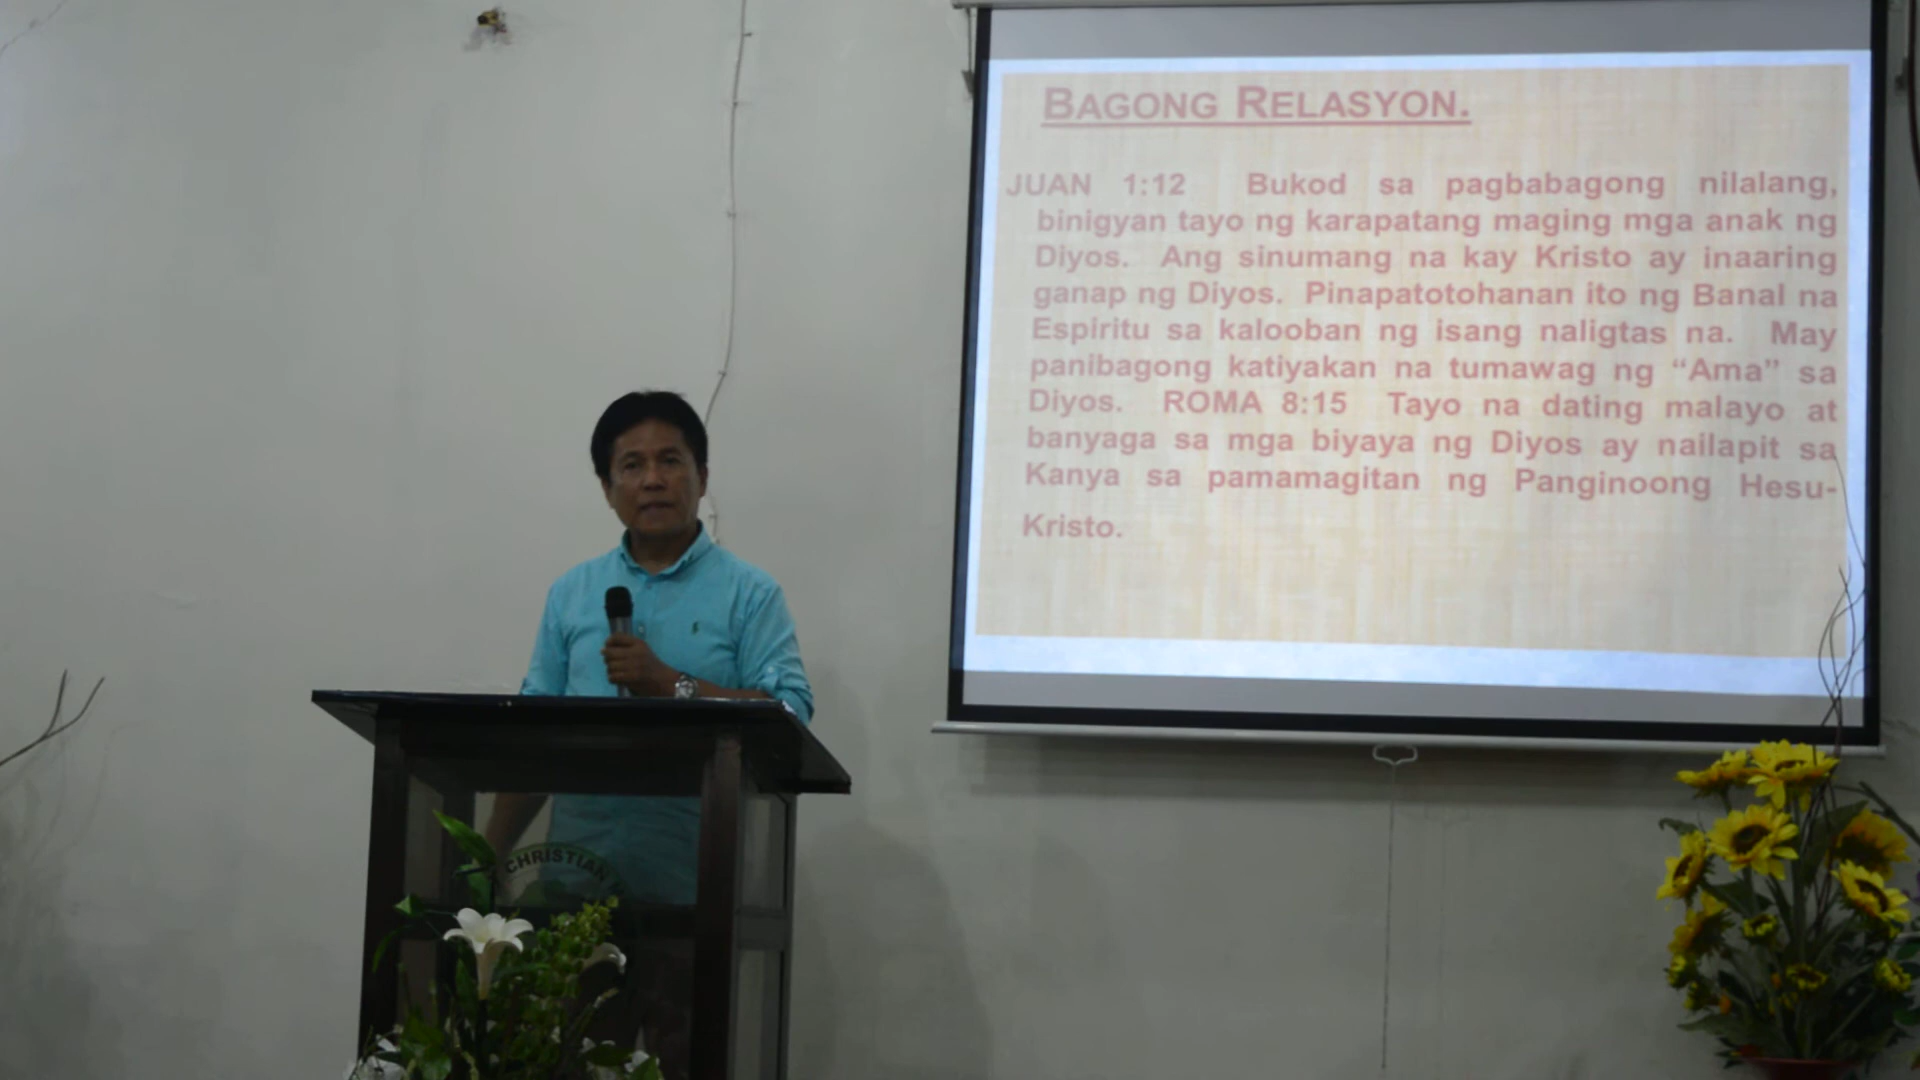 BAGONG RELASYON.
JUAN 1:12 Bukod sa pagbabagong nilalang,
binigyan tayo ng karapatang maging mga anak ng
Diyos. Ang sinumang na kay Kristo ay inaaring
ganap ng Diyos. Pinapatotohanan ito ng Banal na
Espiritu sa kalooban ng isang naligtas na. May
panibagong katiyakan na tumawag ng “Ama” sa
Diyos. ROMA 8:15 Tayo na dating malayo at
banyaga sa mga biyaya ng Diyos ay nailapit sa
Kanya sa pamamagitan ng Panginoong Hesu-
Kristo.
CHRISTIAN